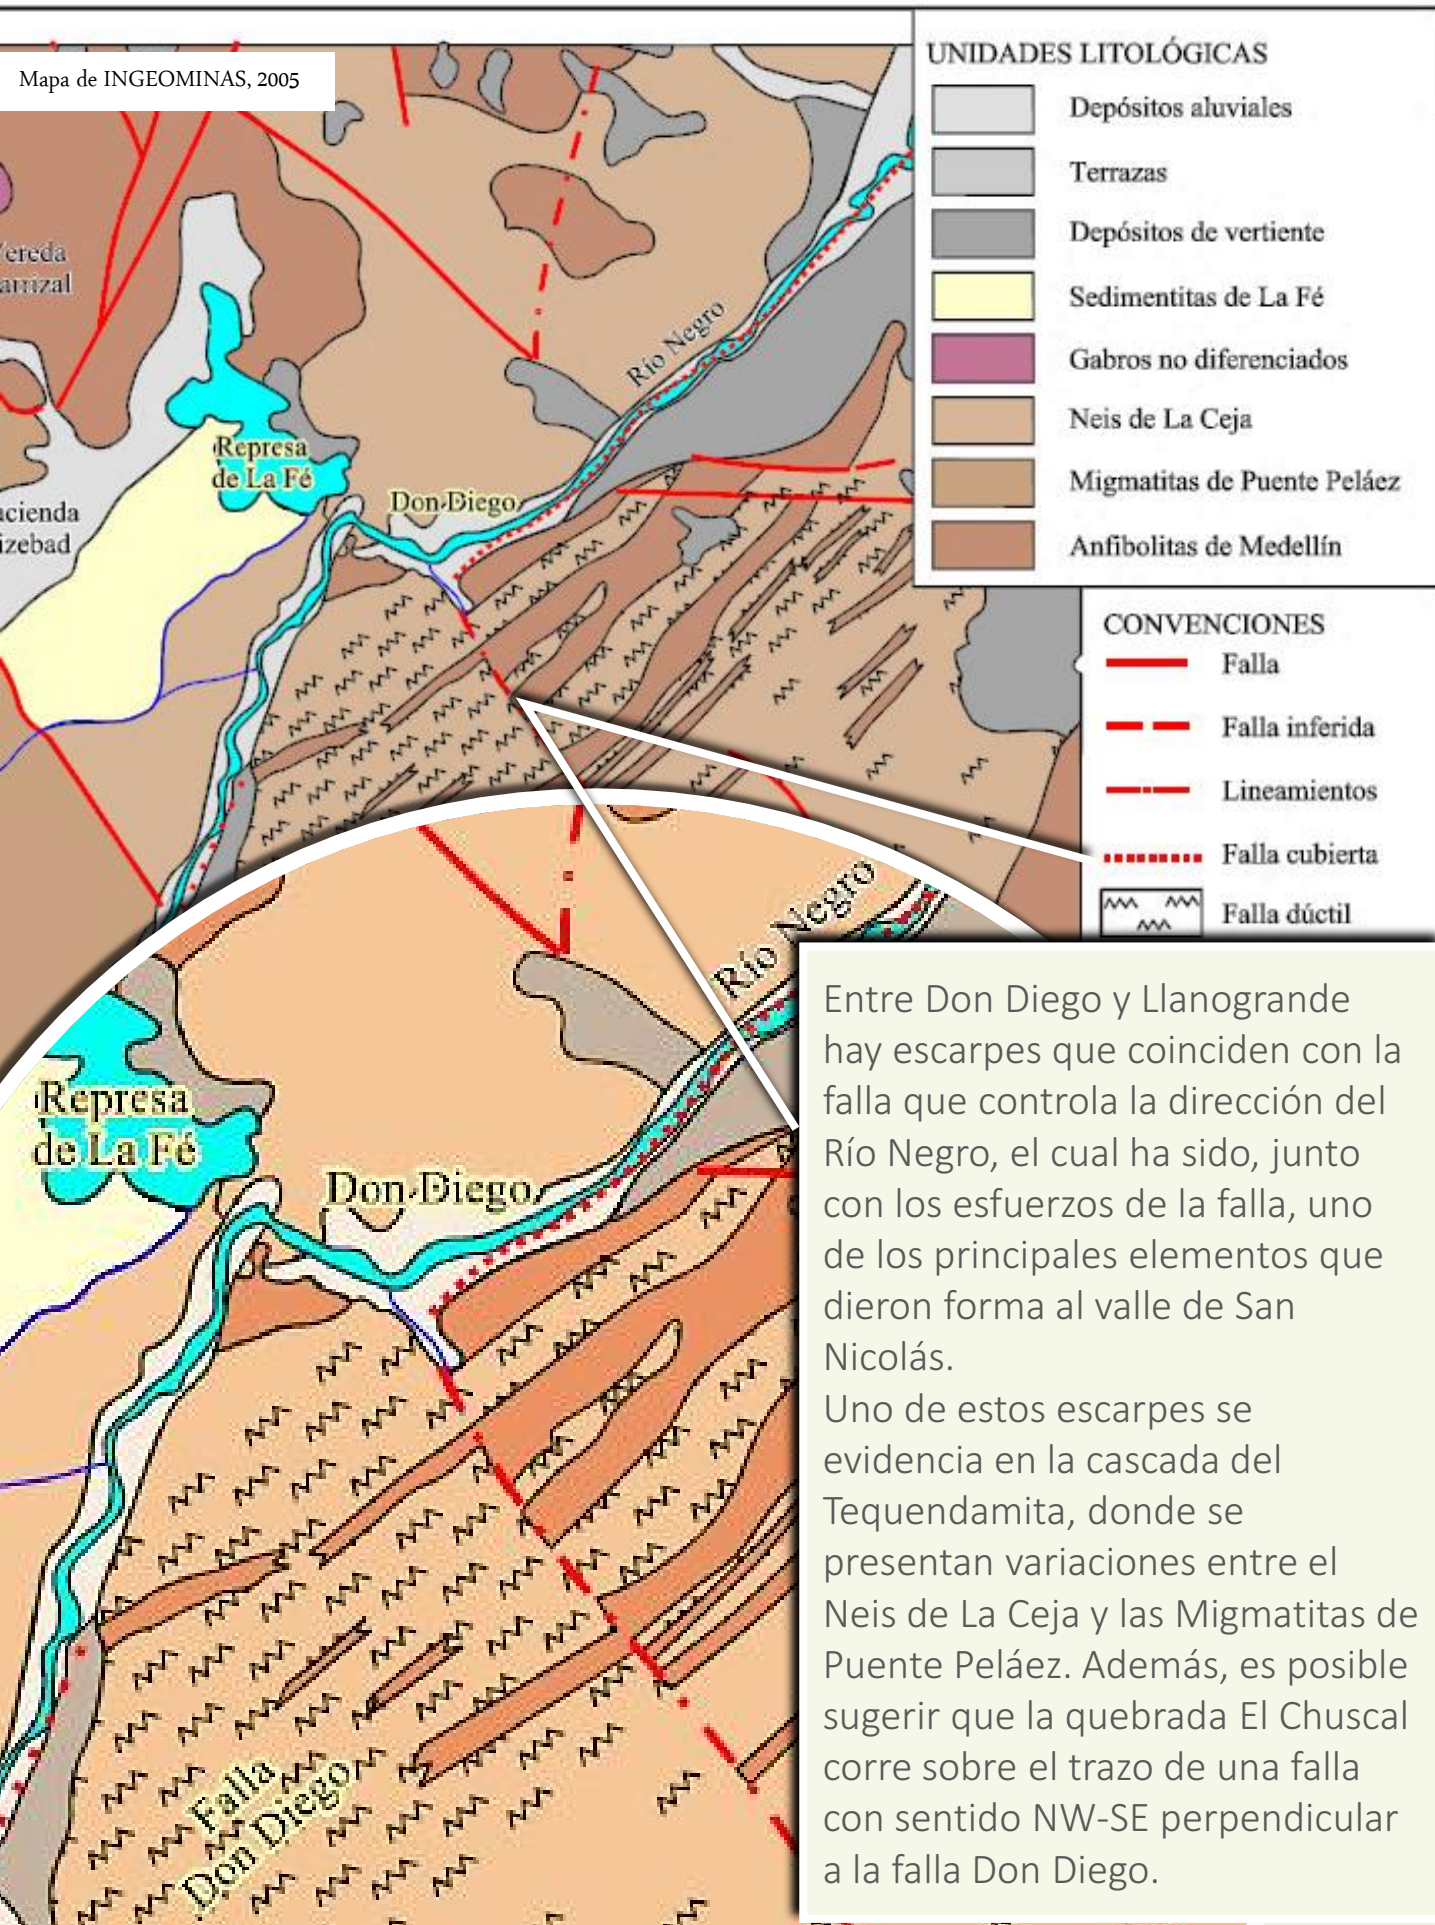 Mapa de INGEOMINAS, 2005
UNIDADES LITOLÓGICAS
Depósitos aluviales
Terrazas
Depósitos de vertiente
Sedimentitas de La Fé
Gabros no diferenciados
Neis de La Ceja
Migmatitas de Puente Peláez
Anfibolitas de Medellín
CONVENCIONES
Falla
Falla inferida
Lineamientos
Falla cubierta
Falla dúctil
ereda
arrizal
Represa
de La Fé
acienda
izebad
Don Diego
Río Negro
Represa
de La Fé
Don Diego
Río Negro
Falla
Don Diego
Entre Don Diego y Llanogrande
hay escarpes que coinciden con la
falla que controla la dirección del
Río Negro, el cual ha sido, junto
con los esfuerzos de la falla, uno
de los principales elementos que
dieron forma al valle de San
Nicolás.
Uno de estos escarpes se
evidencia en la cascada del
Tequendamita, donde se
presentan variaciones entre el
Neis de La Ceja y las Migmatitas de
Puente Peláez. Además, es posible
sugerir que la quebrada El Chuscal
corre sobre el trazo de una falla
con sentido NW-SE perpendicular
a la falla Don Diego.